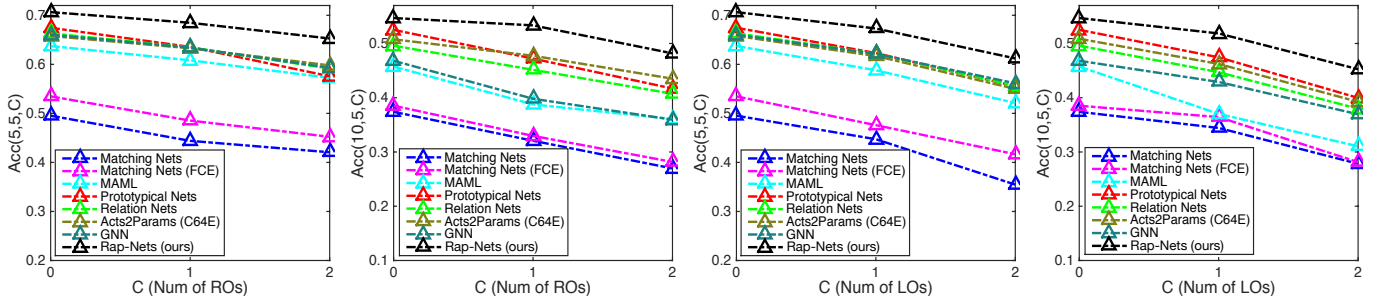 0.7
0.6
0.5
0.4
0.3
0.2
Acc(5,5,C)
Matching Nets
Matching Nets (FCE)
MAML
Prototypical Nets
Relation Nets
Acts2Params (C64E)
GNN
Rap-Nets (ours)
0 1 2
C (Num of ROs)
0.5
0.4
0.3
0.2
0.1
Acc(10,5,C)
Matching Nets
Matching Nets (FCE)
MAML
Prototypical Nets
Relation Nets
Acts2Params (C64E)
GNN
Rap-Nets (ours)
0 1 2
C (Num of ROs)
0.7
0.6
0.5
0.4
0.3
0.2
Acc(5,5,C)
Matching Nets
Matching Nets (FCE)
MAML
Prototypical Nets
Relation Nets
Acts2Params (C64E)
GNN
Rap-Nets (ours)
0 1 2
C (Num of LOs)
0.5
0.4
0.3
0.2
0.1
Acc(10,5,C)
Matching Nets
Matching Nets (FCE)
MAML
Prototypical Nets
Relation Nets
Acts2Params (C64E)
GNN
Rap-Nets (ours)
0 1 2
C (Num of LOs)